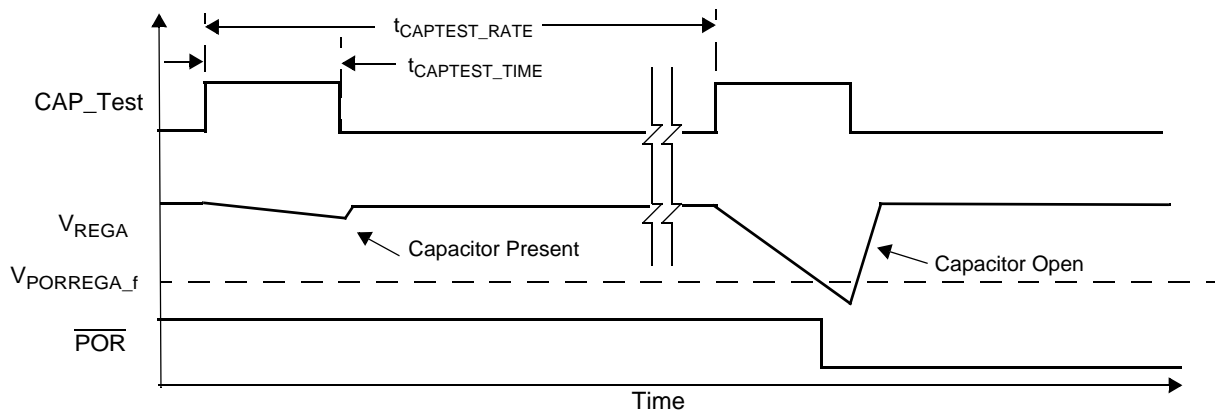 tCAPTEST_RATE
tCAPTEST_TIME
CAP_Test
VREGA
Capacitor Present
Capacitor Open
VPORREGA_f
POR
Time